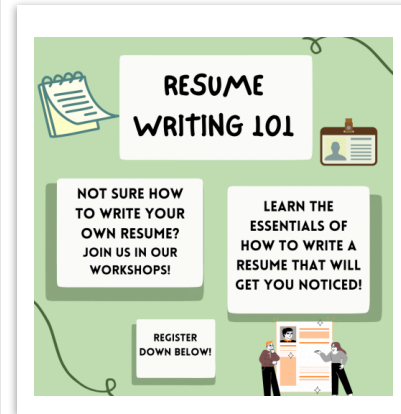 RESUME
WRITING 101
NOT SURE HOW
TO WRITE YOUR
OWN RESUME?
JOIN US IN OUR
WORKSHOPS!
LEARN THE
ESSENTIALS OF
HOW TO WRITE A
RESUME THAT WILL
GET YOU NOTICED!
REGISTER
DOWN BELOW!